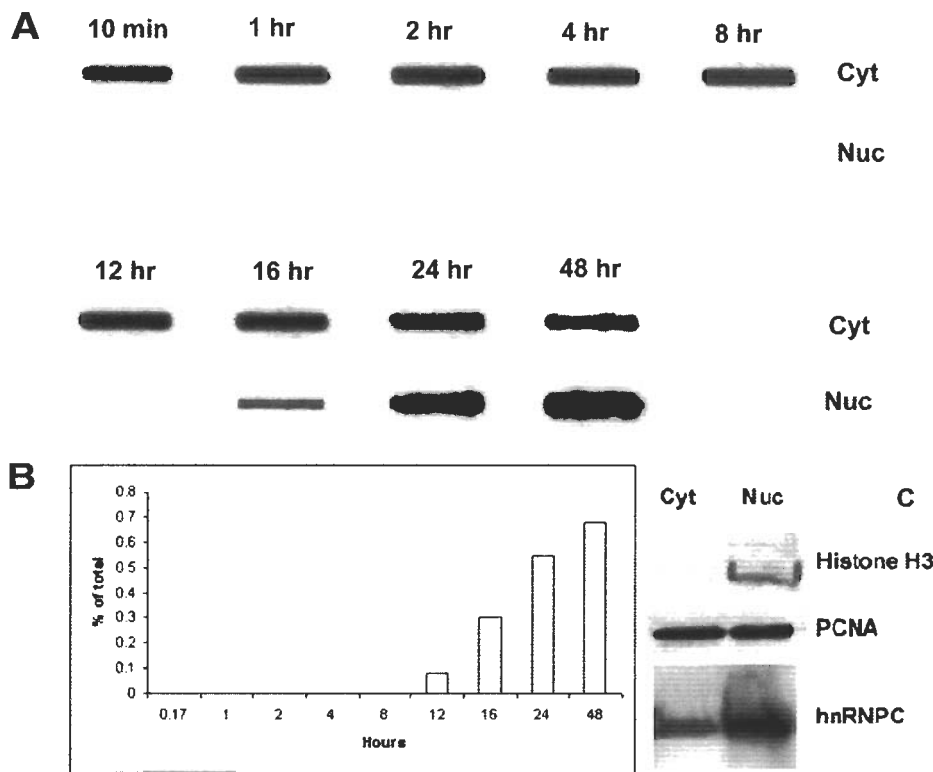 A
10 min 1 hr 2 hr 4 hr 8 hr
Cyt
Nuc
12 hr 16 hr 24 hr 48 hr
Cyt
Nuc
B
% of total
0.8
0.7
0.6
0.5
0.4
0.3
0.2
0.1
0
0.17 1 2 4 8 12 16 24 48
Hours
Cyt Nuc C
Histone H3
PCNA
hnRNPC